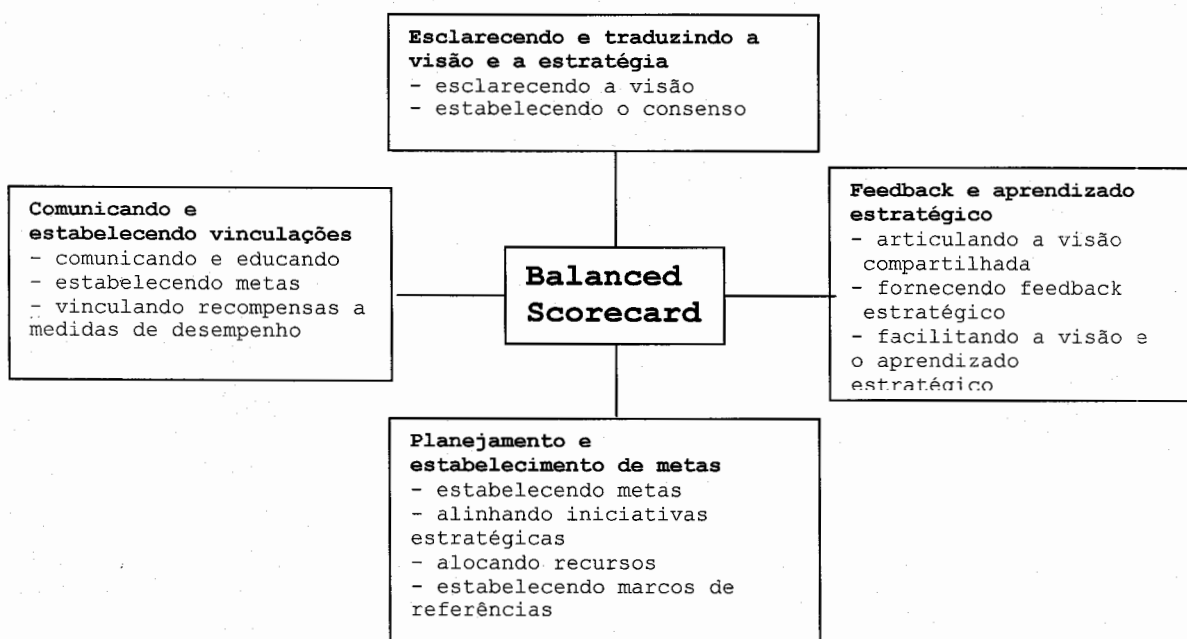 Esclarecendo e traduzindo a
visão e a estratégia
- esclarecendo a visão
- estabelecendo o consenso
Comunicando e
estabelecendo vinculações
- comunicando e educando
- estabelecendo metas
- vinculando recompensas a
medidas de desempenho
Balanced
Scorecard
Feedback e aprendizado
estratégico
- articulando a visão
compartilhada
- fornecendo feedback
estratégico
- facilitando a visão e
o aprendizado
estratégico
Planejamento e
estabelecimento de metas
- estabelecendo metas
- alinhando iniciativas
estratégicas
- alocando recursos
- estabelecendo marcos de
referências